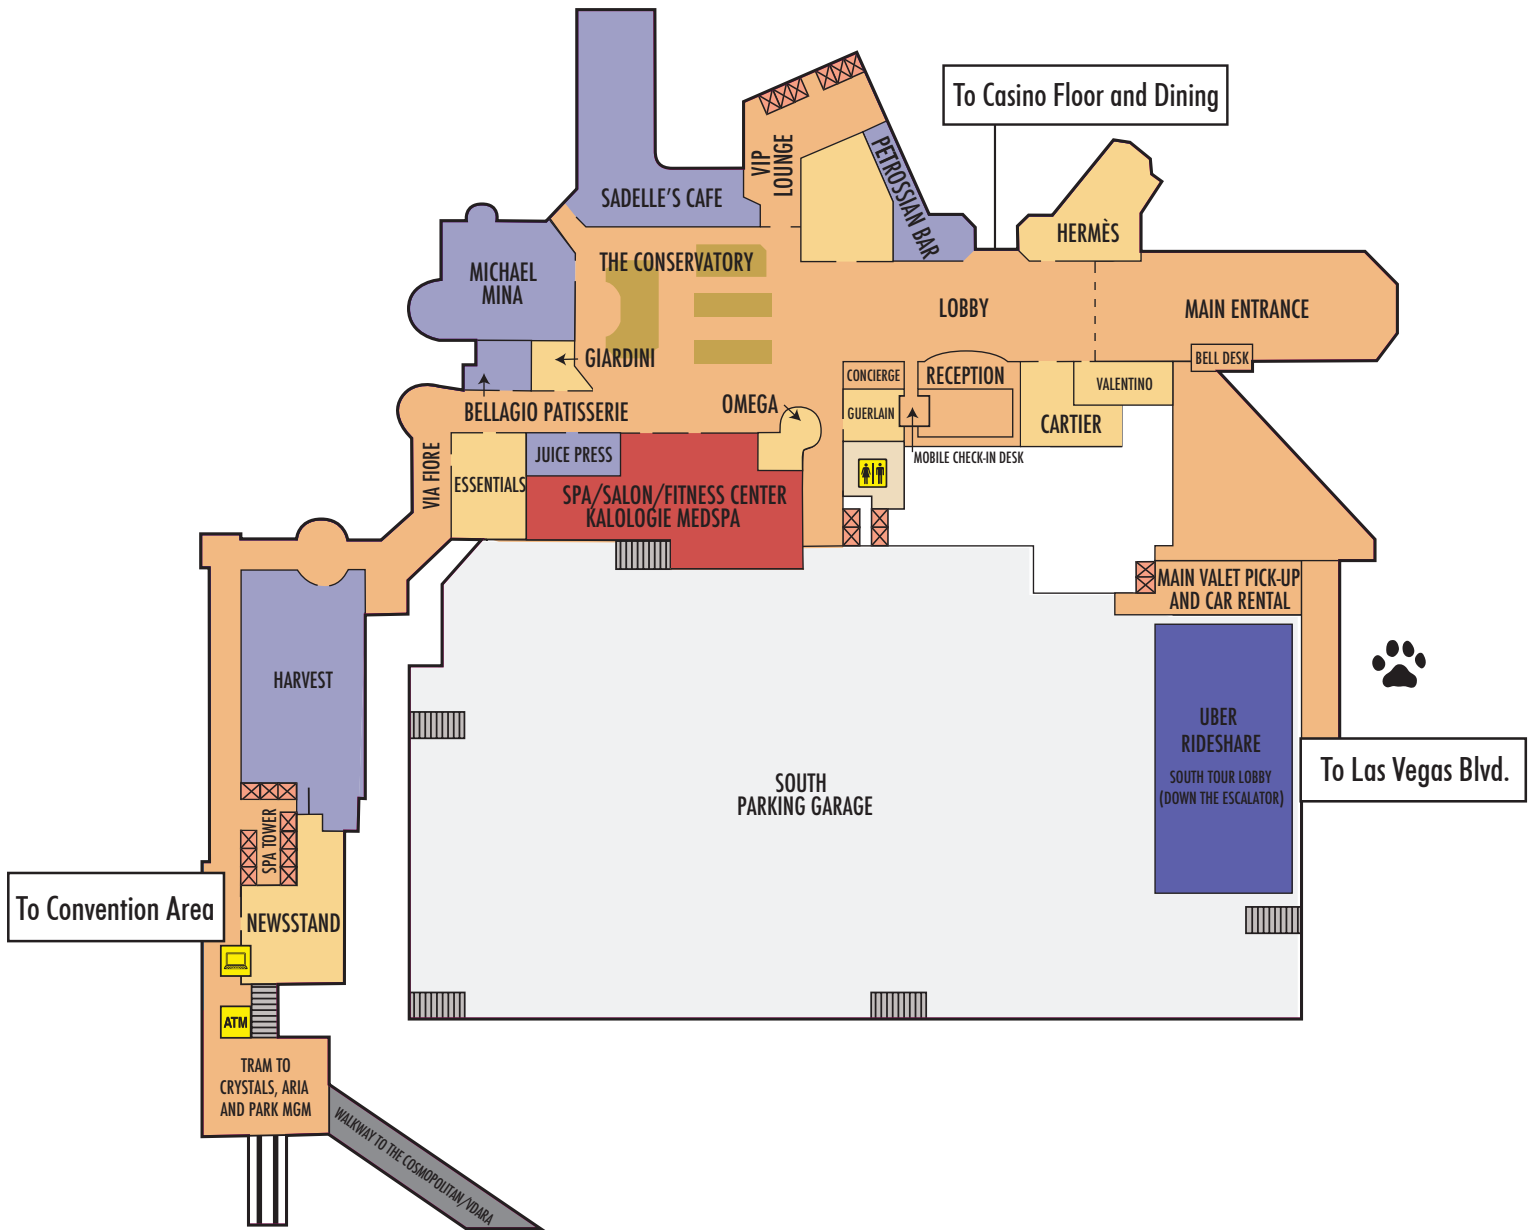 To Casino Floor and Dining
VIP
LOUNGE
PETROSSIAN BAR
SADELLE'S CAFE
HERMÈS
THE CONSERVATORY
MICHAEL
MINA
LOBBY
MAIN ENTRANCE
GIARDINI
BELL DESK
CONCIERGE
RECEPTION
VALENTINO
BELLAGIO PATISSERIE
OMEGA
GUERLAIN
CARTIER
VIA FIORE
JUICE PRESS
MOBILE CHECK-IN DESK
ESSENTIALS
SPA/SALON/FITNESS CENTER
KALOLOGIE MEDSPA
MAIN VALET PICK-UP
AND CAR RENTAL
HARVEST
UBER
RIDESHARE
SOUTH TOUR LOBBY
(DOWN THE ESCALATOR)
To Las Vegas Blvd.
SOUTH
PARKING GARAGE
SPA TOWER
To Convention Area
NEWSSTAND
ATM
TRAM TO
CRYSTALS, ARIA
AND PARK MGM
WALKWAY TO THE COSMOPOLITAN/VDARA